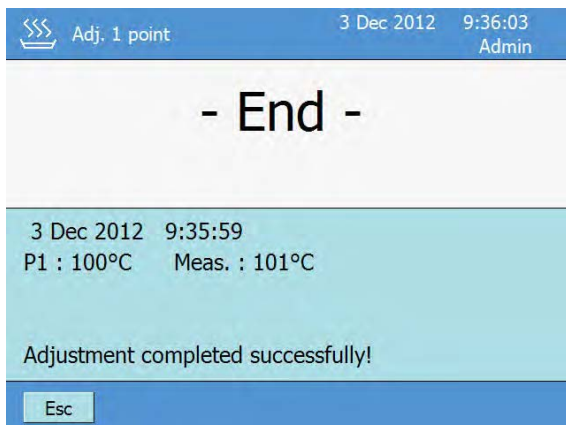 Adj. 1 point 3 Dec 2012 9:36:03
Admin
- End -
3 Dec 2012 9:35:59
P1 : 100°C Meas. : 101°C
Adjustment completed successfully!
Esc